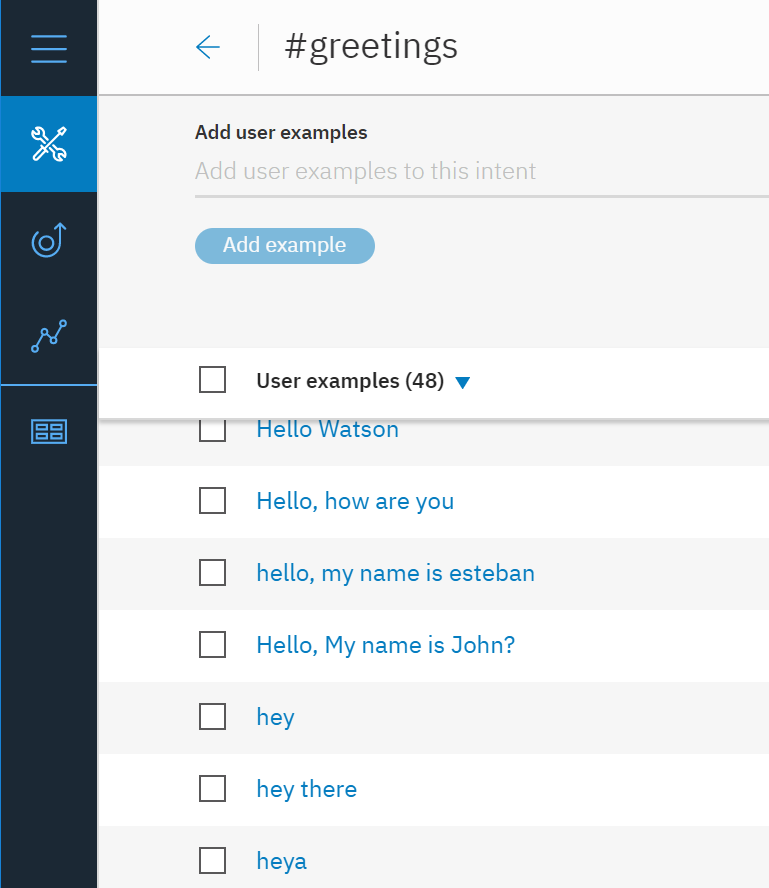 #greetings
Add user examples
Add user examples to this intent
Add example
User examples (48)
Hello Watson
Hello, how are you
hello, my name is esteban
Hello, My name is John?
hey
hey there
heya